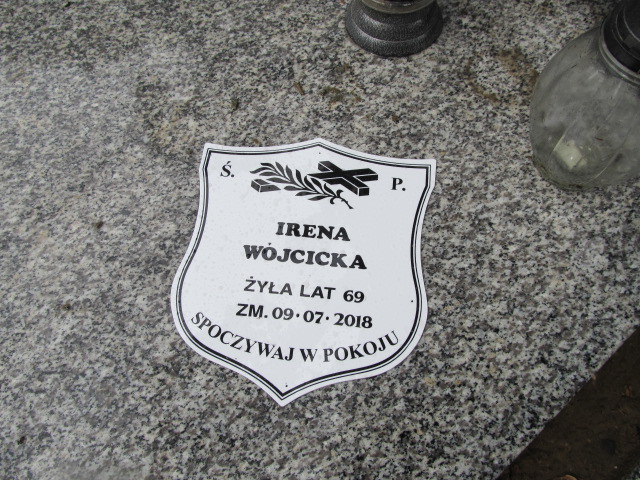 Ś. P.
IRENA
WÓJCICKA
ŻYŁA LAT 69
ZM. 09·07·2018
SPOCZYWAJ W POKOJU